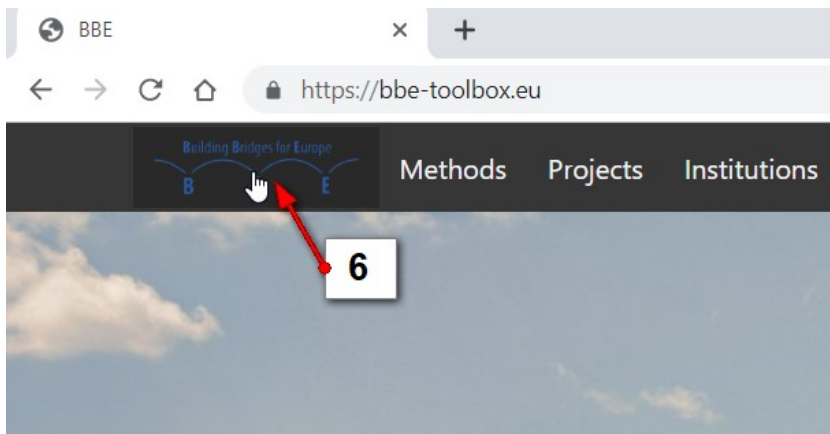 BBE
https://bbe-toolbox.eu
Building Bridges for Europe
B E
Methods Projects Institutions
6